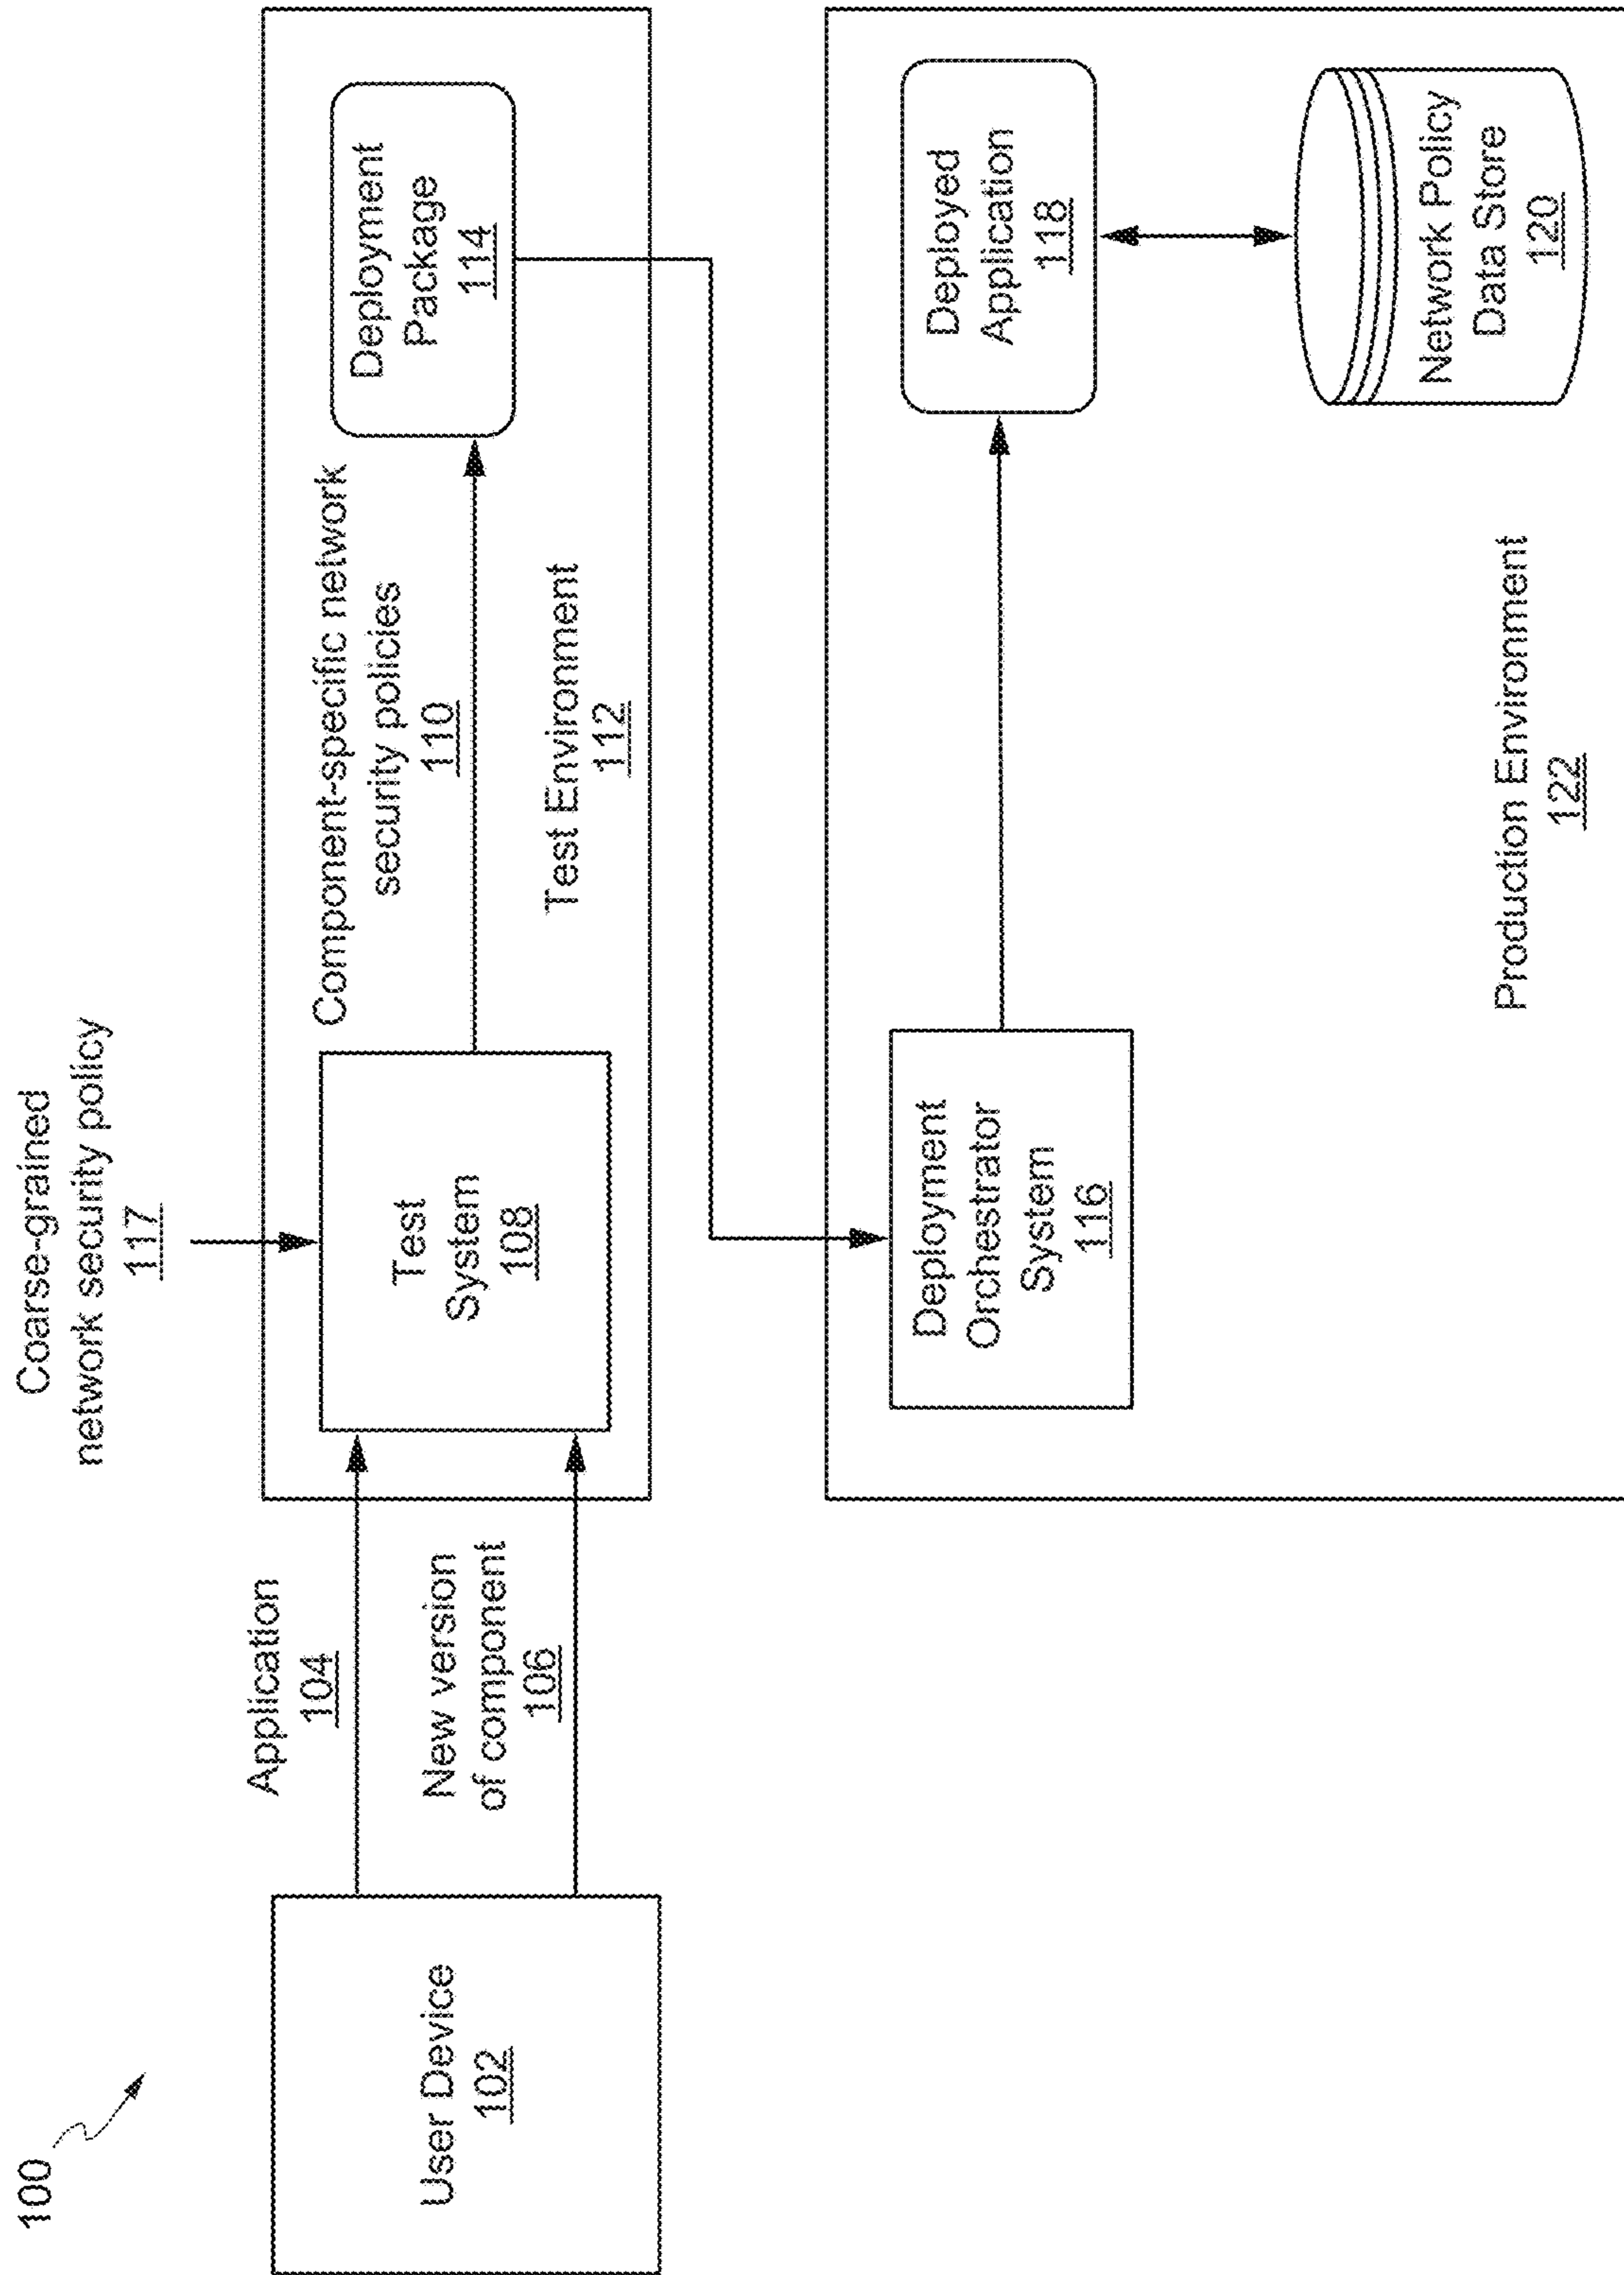 100
Coarse-grained
network security policy
117
User Device
102
Application
104
New version
of component
106
Test
System
108
Component-specific network
security policies
110
Test Environment
112
Deployment
Package
114
Deployment
Orchestrator
System
116
Deployed
Application
118
Network Policy
Data Store
120
Production Environment
122